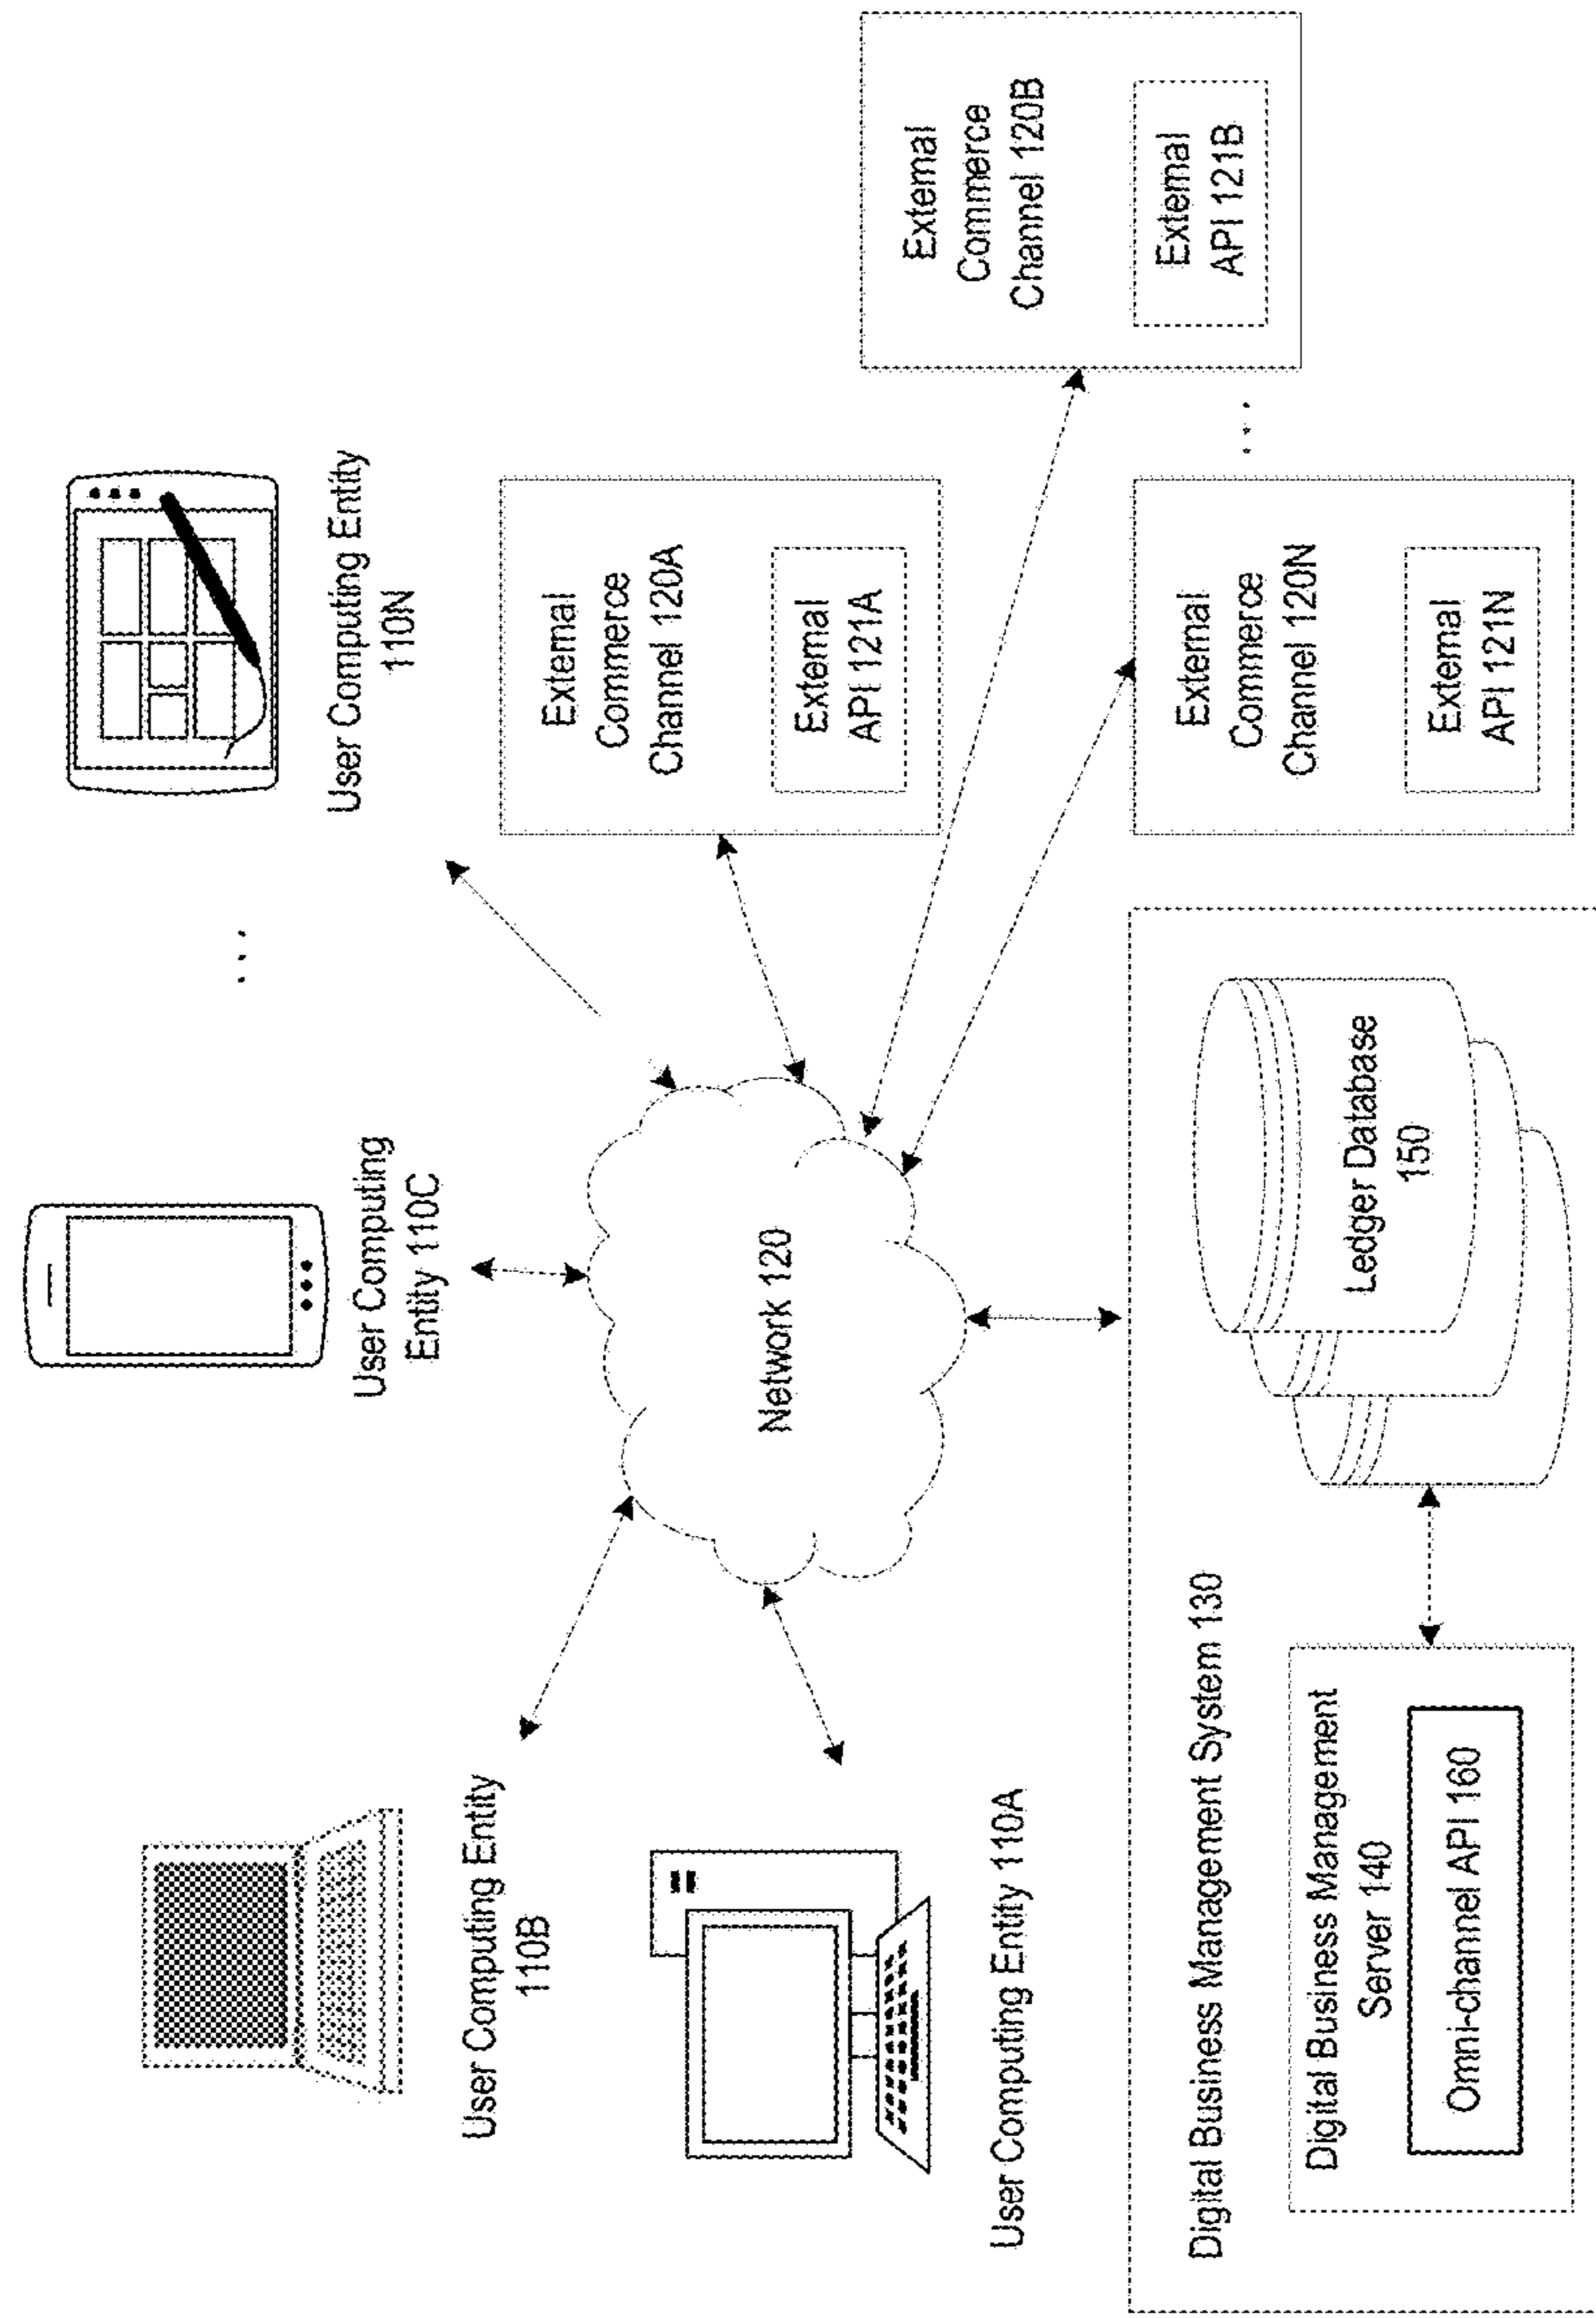 User Computing Entity
110B
User Computing
Entity 110C
. . .
User Computing Entity
110N
User Computing Entity 110A
Network 120
External
Commerce
Channel 120A
External
API 121A
External
Commerce
Channel 120B
External
API 121B
. . .
External
Commerce
Channel 120N
External
API 121N
Digital Business Management System 130
Digital Business Management
Server 140
Omni-channel API 160
Ledger Database
150